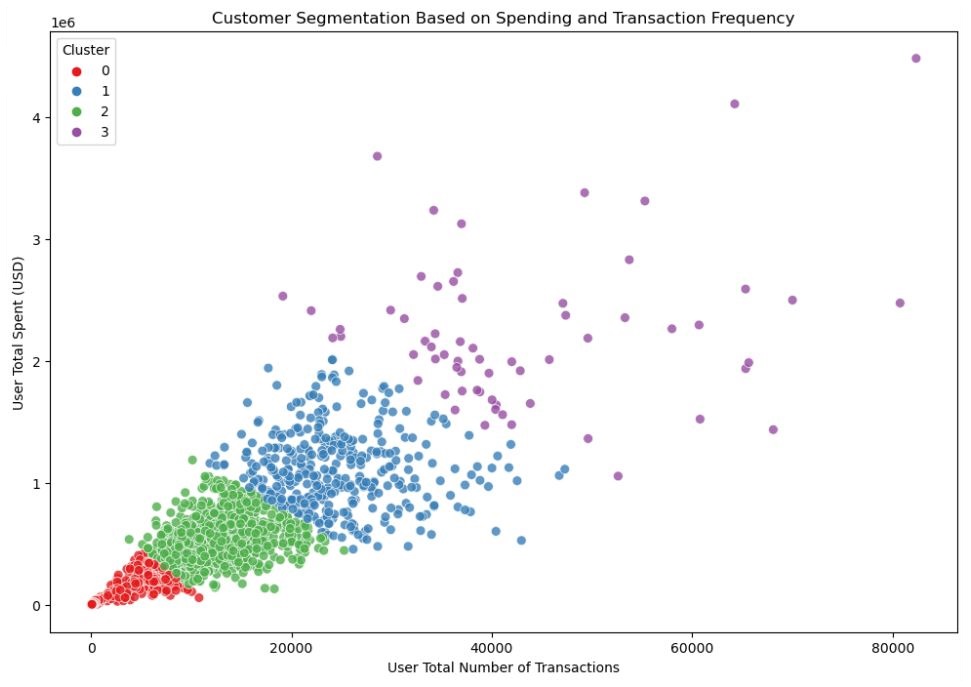 Customer Segmentation Based on Spending and Transaction Frequency
1e6
Cluster
0
1
2
3
4
3
2
1
0
User Total Spent (USD)
0 20000 40000 60000 80000
User Total Number of Transactions